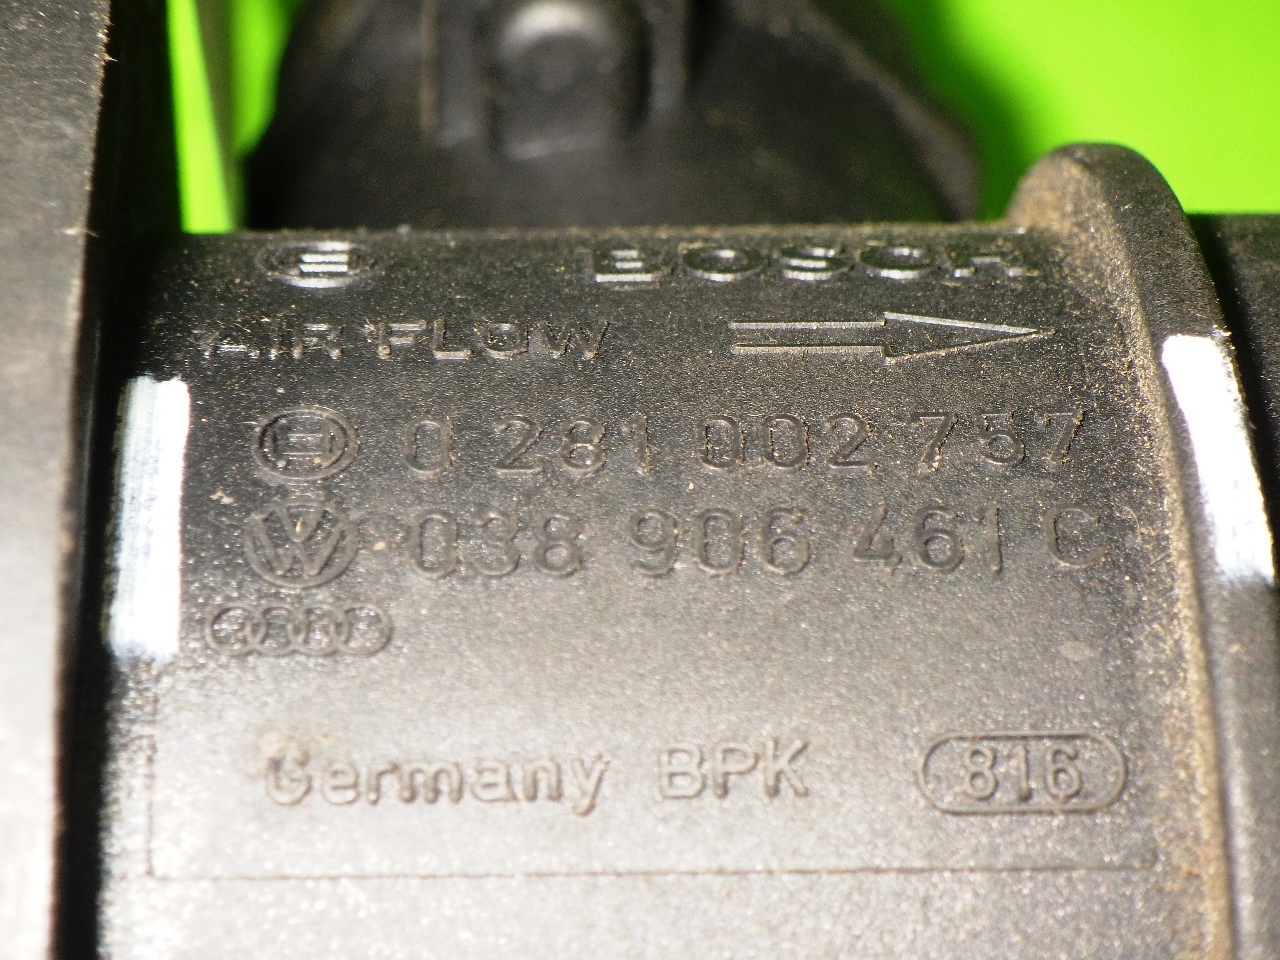 BOSCH
AIR FLOW
0 281 002 757
038 906 461 C
Germany BPK 816